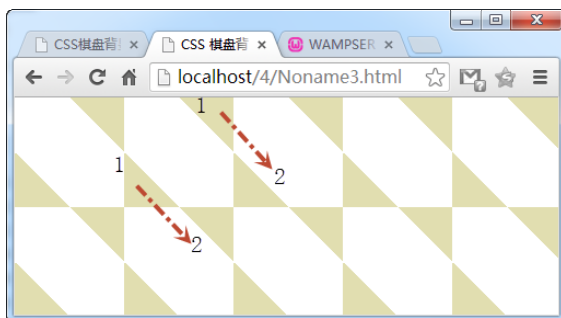 CSS棋盘背
CSS 棋盘背
WAMPSER
localhost/4/Noname3.html
1
1
2
2